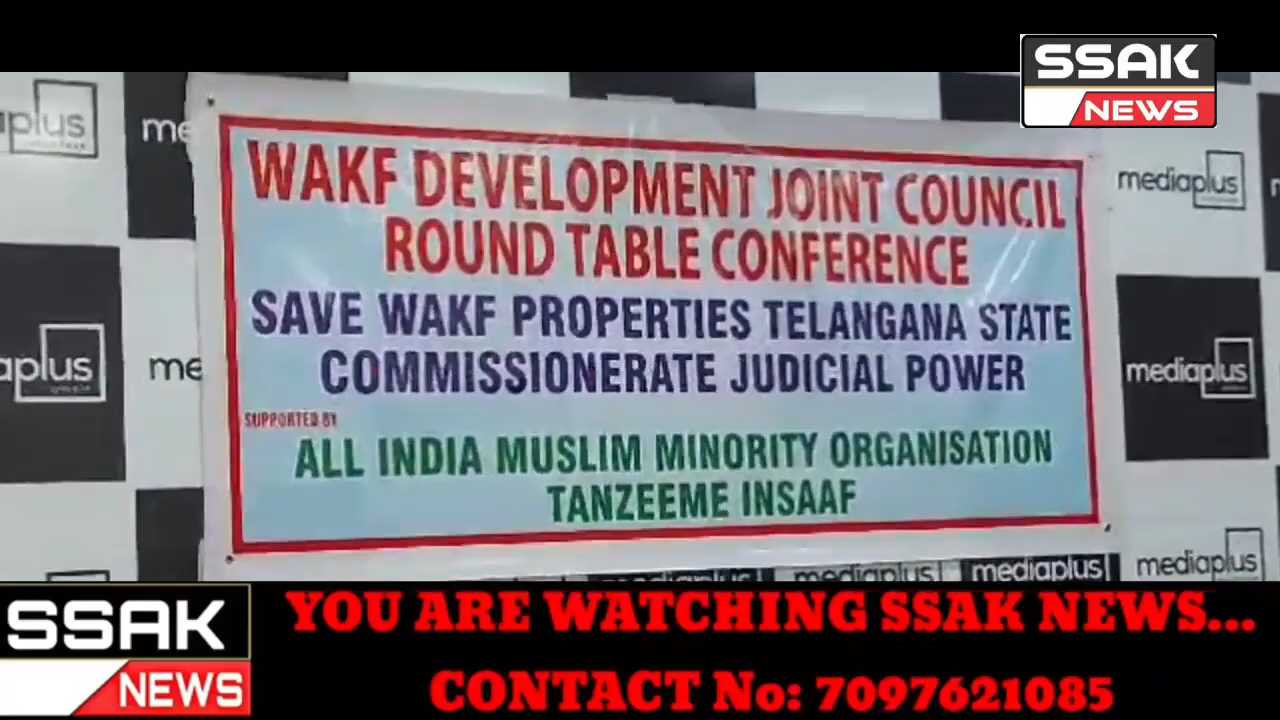 SSAK
NEWS
mediaplus
WAKF DEVELOPMENT JOINT COUNCIL
ROUND TABLE CONFERENCE
SAVE WAKF PROPERTIES TELANGANA STATE
COMMISSIONERATE JUDICIAL POWER
SUPPORTED BY
ALL INDIA MUSLIM MINORITY ORGANISATION
TANZEEME INSAAF
mediaplus
mediaplus
mediaplus
mediaplus
mediaplus
SSAK
NEWS
YOU ARE WATCHING SSAK NEWS...
CONTACT No: 7097621085